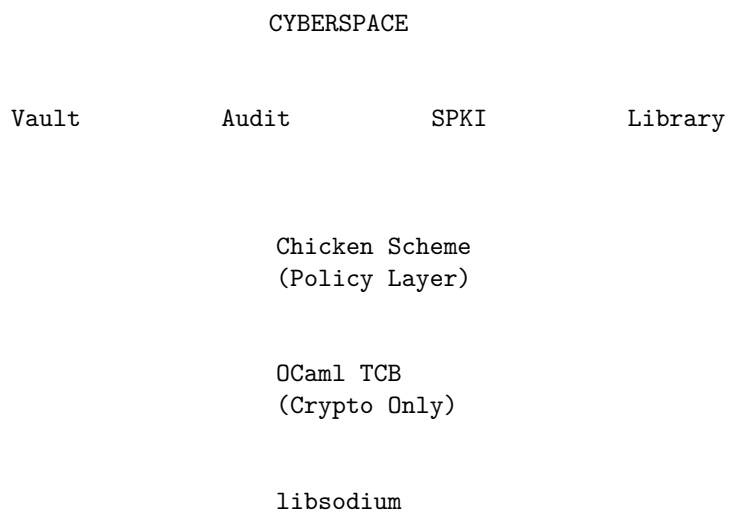 CYBERSPACE
Vault Audit SPKI Library
Chicken Scheme
(Policy Layer)
OCaml TCB
(Crypto Only)
libsodium